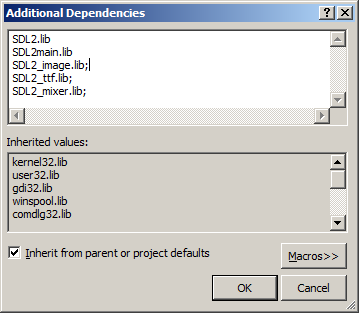 Additional Dependencies
SDL2.lib
SDL2main.lib
SDL2_image.lib;
SDL2_ttf.lib;
SDL2_mixer.lib;
Inherited values:
kernel32.lib
user32.lib
gdi32.lib
winspool.lib
comdlg32.lib
Inherit from parent or project defaults
Macros>>
OK
Cancel